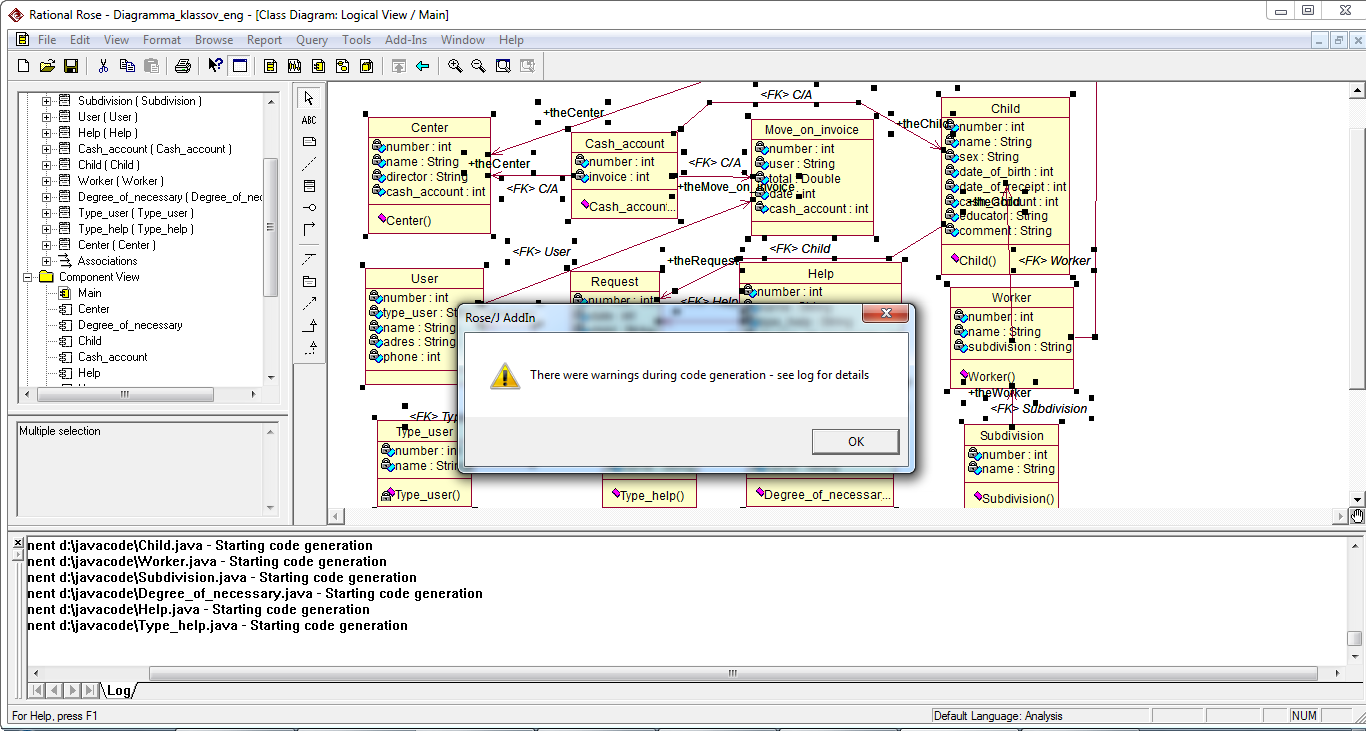 Rational Rose - Diagramma_klassov_eng - [Class Diagram: Logical View / Main]
File Edit View Format Browse Report Query Tools Add-Ins Window Help
Subdivision ( Subdivision )
User ( User )
Help ( Help )
Cash_account ( Cash_account )
Child ( Child )
Worker ( Worker )
Degree_of_necessary ( Degree_of_nec
Type_user ( Type_user )
Type_help ( Type_help )
Center ( Center )
Associations
Component View
Main
Center
Degree_of_necessary
Child
Cash_account
Help
Multiple selection
ABC
Center
number : int
name : String
director : String
cash_account : int
Center()
+theCenter
+theCenter
<FK> C/A
Cash_account
number : int
invoice : int
Cash_accoun...
<FK> C/A
<FK> C/A
+theMove_on_invoice
Move_on_invoice
number : int
user : String
total : Double
date : int
cash_account : int
+theChild
Child
number : int
name : String
sex : String
date_of_birth : int
date_of_receipt : int
cash_account : int
educator : String
comment : String
Child()
<FK> User
+theRequest
<FK> Child
<FK> Worker
User
number : int
type_user : S
name : String
adres : String
phone : int
Request
number : int
<FK> Help
Help
number : int
Worker
number : int
name : String
subdivision : String
Worker()
+theWorker
<FK> Subdivision
Rose/J AddIn
There were warnings during code generation - see log for details
OK
<FK> Typ
Type_user
number : int
name : Stri
Type_user()
Type_help()
Degree_of_necessar...
Subdivision
number : int
name : String
Subdivision()
nent d:\javacode\Child.java - Starting code generation
nent d:\javacode\Worker.java - Starting code generation
nent d:\javacode\Subdivision.java - Starting code generation
nent d:\javacode\Degree_of_necessary.java - Starting code generation
nent d:\javacode\Help.java - Starting code generation
nent d:\javacode\Type_help.java - Starting code generation
Log
For Help, press F1
Default Language: Analysis
NUM